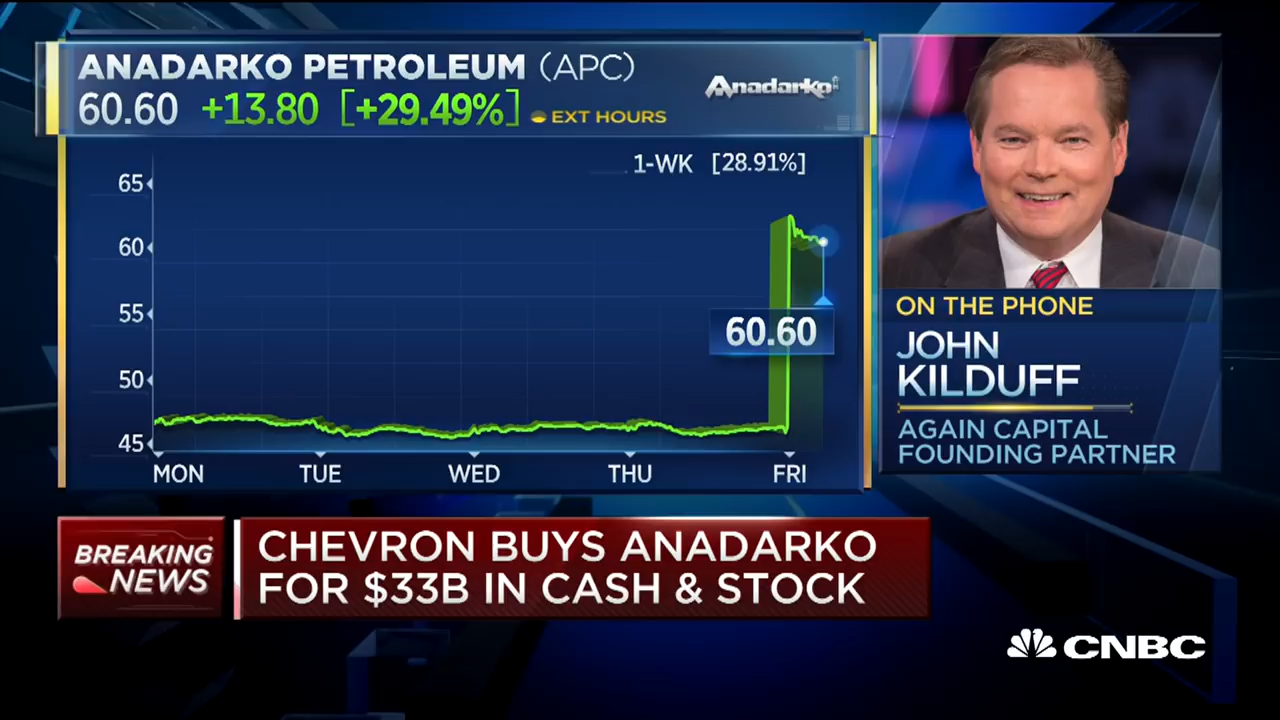 ANADARKO PETROLEUM (APC)
60.60 +13.80 [+29.49%] EXT HOURS
Anadarko
1-WK [28.91%]
65
60
55
50
45
60.60
MON TUE WED THU FRI
ON THE PHONE
JOHN
KILDUFF
AGAIN CAPITAL
FOUNDING PARTNER
BREAKING
NEWS
CHEVRON BUYS ANADARKO
FOR $33B IN CASH & STOCK
CNBC